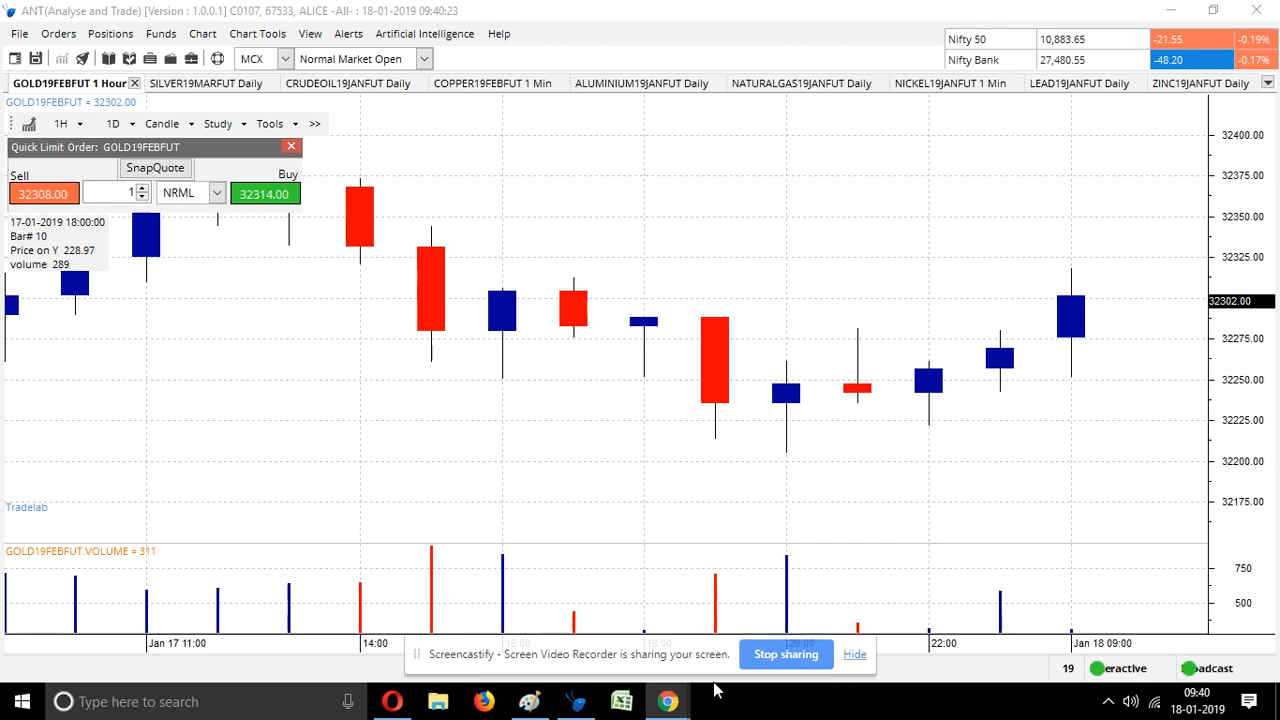 ANT(Analyse and Trade) [Version : 1.0.0.1] C0107, 67533, ALICE -All- : 18-01-2019 09:40:23
File Orders Positions Funds Chart Chart Tools View Alerts Artificial Intelligence Help
Nifty 50 10,883.65 -21.55 -0.19%
MCX Normal Market Open
Nifty Bank 27,480.55 -48.20 -0.17%
GOLD19FEBFUT 1 Hour SILVER19MARFUT Daily CRUDEOIL19JANFUT Daily COPPER19FEBFUT 1 Min ALUMINIUM19JANFUT Daily NATURALGAS19JANFUT Daily NICKEL19JANFUT 1 Min LEAD19JANFUT Daily ZINC19JANFUT Daily
GOLD19FEBFUT = 32302.00
1H 1D Candle Study Tools >>
Quick Limit Order: GOLD19FEBFUT
SnapQuote
Sell Buy
32308.00 1 NRML 32314.00
17-01-2019 18:00:00
Bar# 10
Price on Y 228.97
volume 289
32400.00
32375.00
32350.00
32325.00
32302.00
32275.00
32250.00
32225.00
32200.00
32175.00
Tradelab
GOLD19FEBFUT.VOLUME = 311
750
500
Jan 17 11:00 14:00 16:00 18:00 20:00 22:00 Jan 18 09:00
Screencastify - Screen Video Recorder is sharing your screen. Stop sharing Hide
19 eractive adcast
Type here to search
09:40
18-01-2019